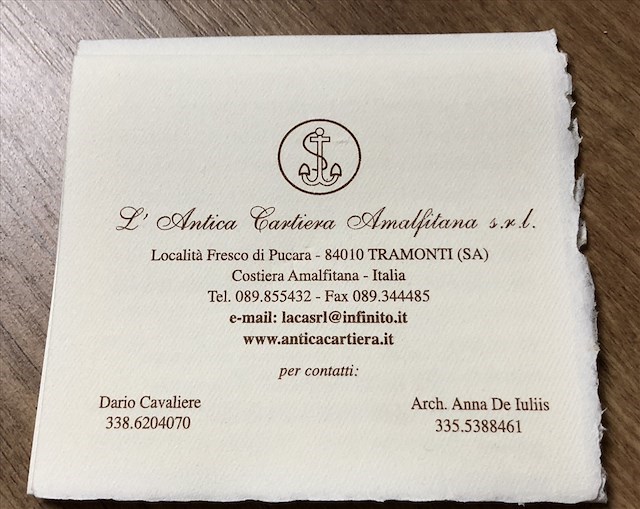 L' Antica Cartiera Amalfitana s.r.l.
Località Fresco di Pucara - 84010 TRAMONTI (SA)
Costiera Amalfitana - Italia
Tel. 089.855432 - Fax 089.344485
e-mail: lacasrl@infinito.it
www.anticacartiera.it
per contatti:
Dario Cavaliere
338.6204070
Arch. Anna De Iuliis
335.5388461